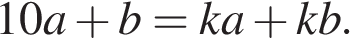 10a + b = ka + kb.